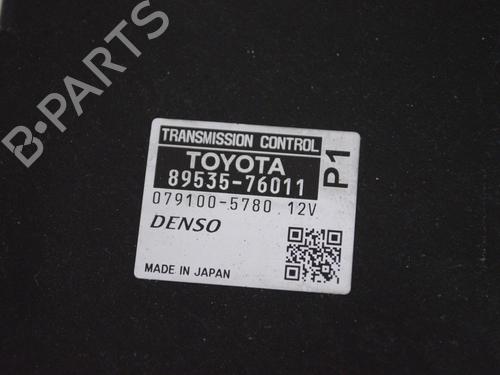 B-PARTS
TRANSMISSION CONTROL
TOYOTA
89535-76011
P1
079100-5780 12V
DENSO
MADE IN JAPAN